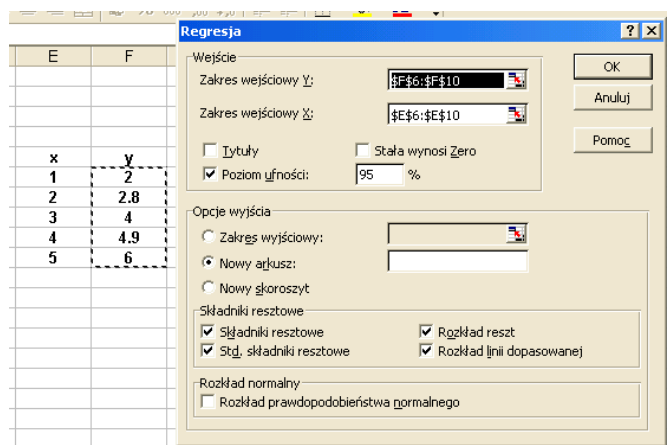 Regresja
E F
x y
1 2
2 2.8
3 4
4 4.9
5 6
Wejście
Zakres wejściowy Y: $F$6:$F$10
Zakres wejściowy X: $E$6:$E$10
Tytuły Stała wynosi Zero
Poziom ufności: 95 %
OK
Anuluj
Pomoc
Opcje wyjścia
Zakres wyjściowy:
Nowy arkusz:
Nowy skoroszyt
Składniki resztowe
Składniki resztowe Rozkład reszt
Std. składniki resztowe Rozkład linii dopasowanej
Rozkład normalny
Rozkład prawdopodobieństwa normalnego